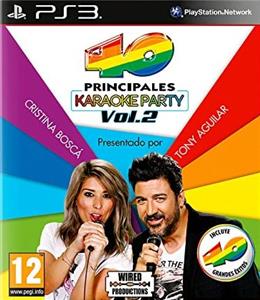 PS3
PlayStation®Network
40
PRINCIPALES
KARAOKE PARTY
Vol.2
Presentado por
CRISTINA BOSCÁ
TONY AGUILAR
INCLUYE
40
GRANDES ÉXITOS
12
www.pegi.info
WIRED
PRODUCTIONS